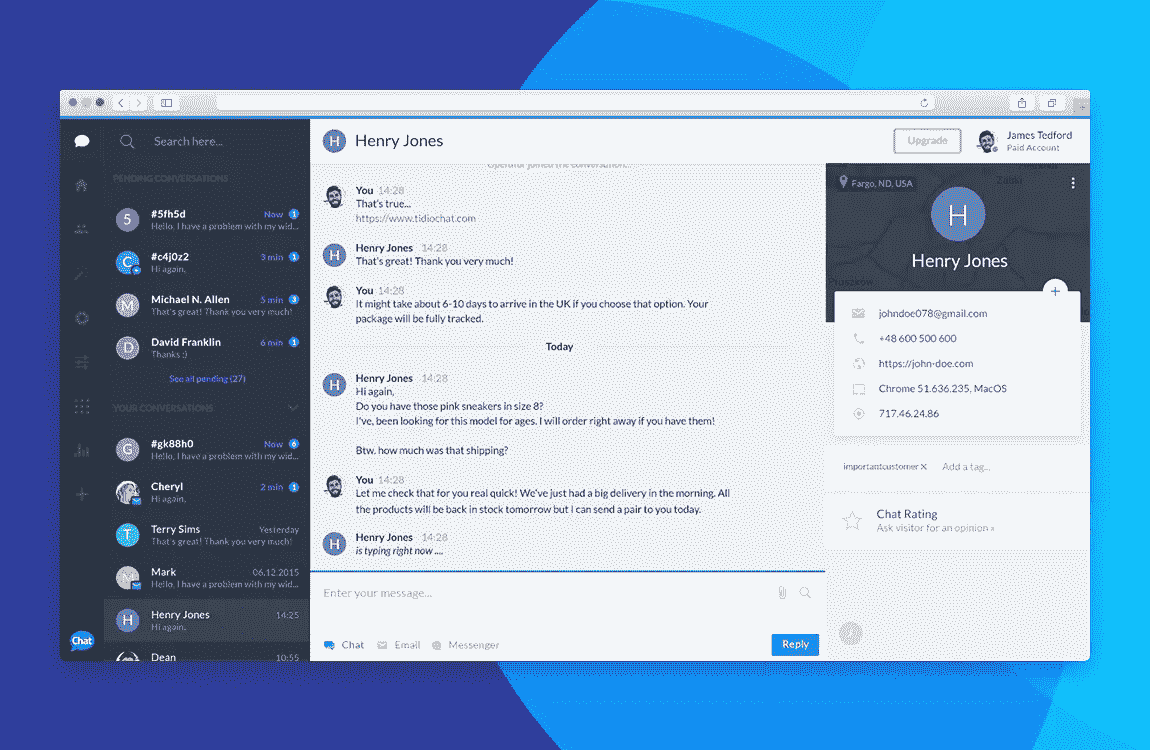 Search here...
PENDING CONVERSATIONS
5
#5fh5d
Now
1
Hello, I have a problem with my wid...
C
#c4j0z2
3 min
1
Hi again,
M
Michael N. Allen
5 min
3
That's great! Thank you very much!
D
David Franklin
6 min
1
Thanks :)
See all pending (27)
YOUR CONVERSATIONS
G
#gk88h0
Now
6
Hello, I have a problem with my wid...
Cheryl
2 min
1
Hi again,
T
Terry Sims
Yesterday
That's great! Thank you very much!
M
Mark
06.12.2015
Hello, I have a problem with my wid...
H
Henry Jones
14:25
Hi again,
Dean
10:55
Chat
H
Henry Jones
Operator joined the conversation...
You 14:28
That's true...
https://www.tidiochat.com
H
Henry Jones 14:28
That's great! Thank you very much!
You 14:28
It might take about 6-10 days to arrive in the UK if you choose that option. Your
package will be fully tracked.
Today
H
Henry Jones 14:28
Hi again,
Do you have those pink sneakers in size 8?
I've, been looking for this model for ages. I will order right away if you have them!
Btw, how much was that shipping?
You 14:28
Let me check that for you real quick! We've just had a big delivery in the morning. All
the products will be back in stock tomorrow but I can send a pair to you today.
H
Henry Jones 14:28
is typing right now ....
Enter your message...
Chat
Email
Messenger
Reply
Upgrade
James Tedford
Paid Account
Fargo, ND, USA
H
Henry Jones
+
johndoe078@gmail.com
+48 600 500 600
https://john-doe.com
Chrome 51.636.235, MacOS
717.46.24.86
importantcustomer ×
Add a tag...
Chat Rating
Ask visitor for an opinion »